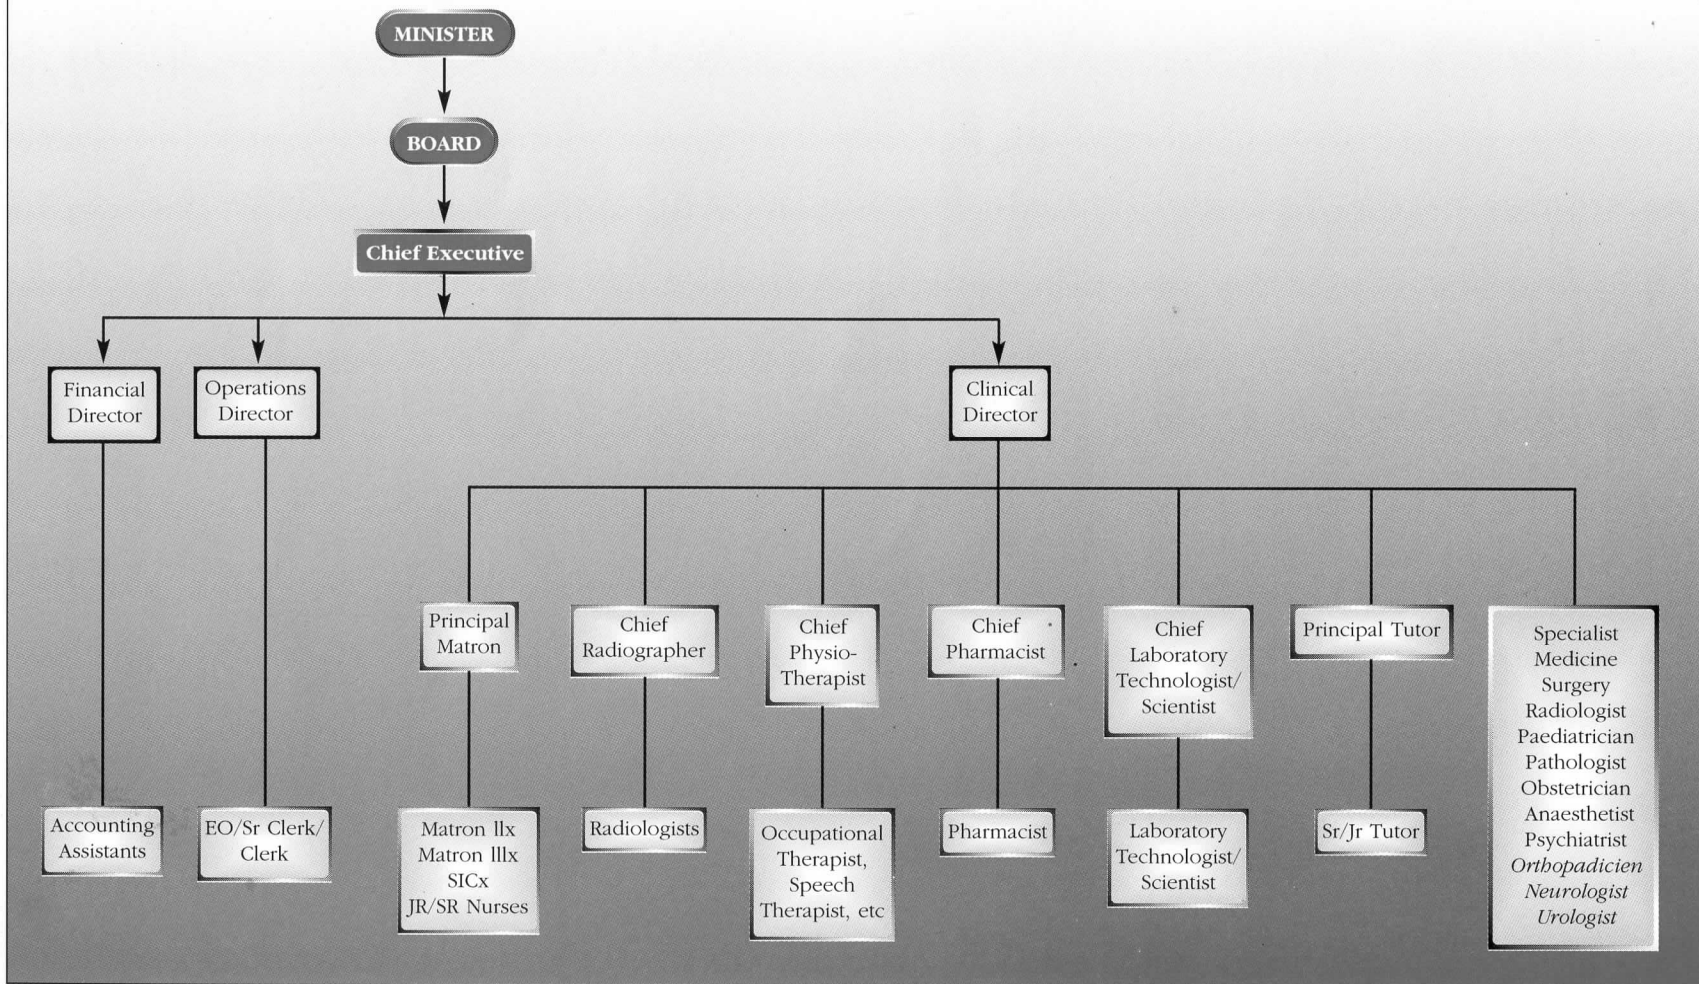 MINISTER
BOARD
Chief Executive
Financial
Director
Operations
Director
Clinical
Director
Principal
Matron
Chief
Radiographer
Chief
Physio-
Therapist
Chief
Pharmacist
Chief
Laboratory
Technologist/
Scientist
Principal Tutor
Specialist
Medicine
Surgery
Radiologist
Paediatrician
Pathologist
Obstetrician
Anaesthetist
Psychiatrist
Orthopadicien
Neurologist
Urologist
Accounting
Assistants
EO/Sr Clerk/
Clerk
Matron llx
Matron lllx
SICx
JR/SR Nurses
Radiologists
Occupational
Therapist,
Speech
Therapist, etc
Pharmacist
Laboratory
Technologist/
Scientist
Sr/Jr Tutor